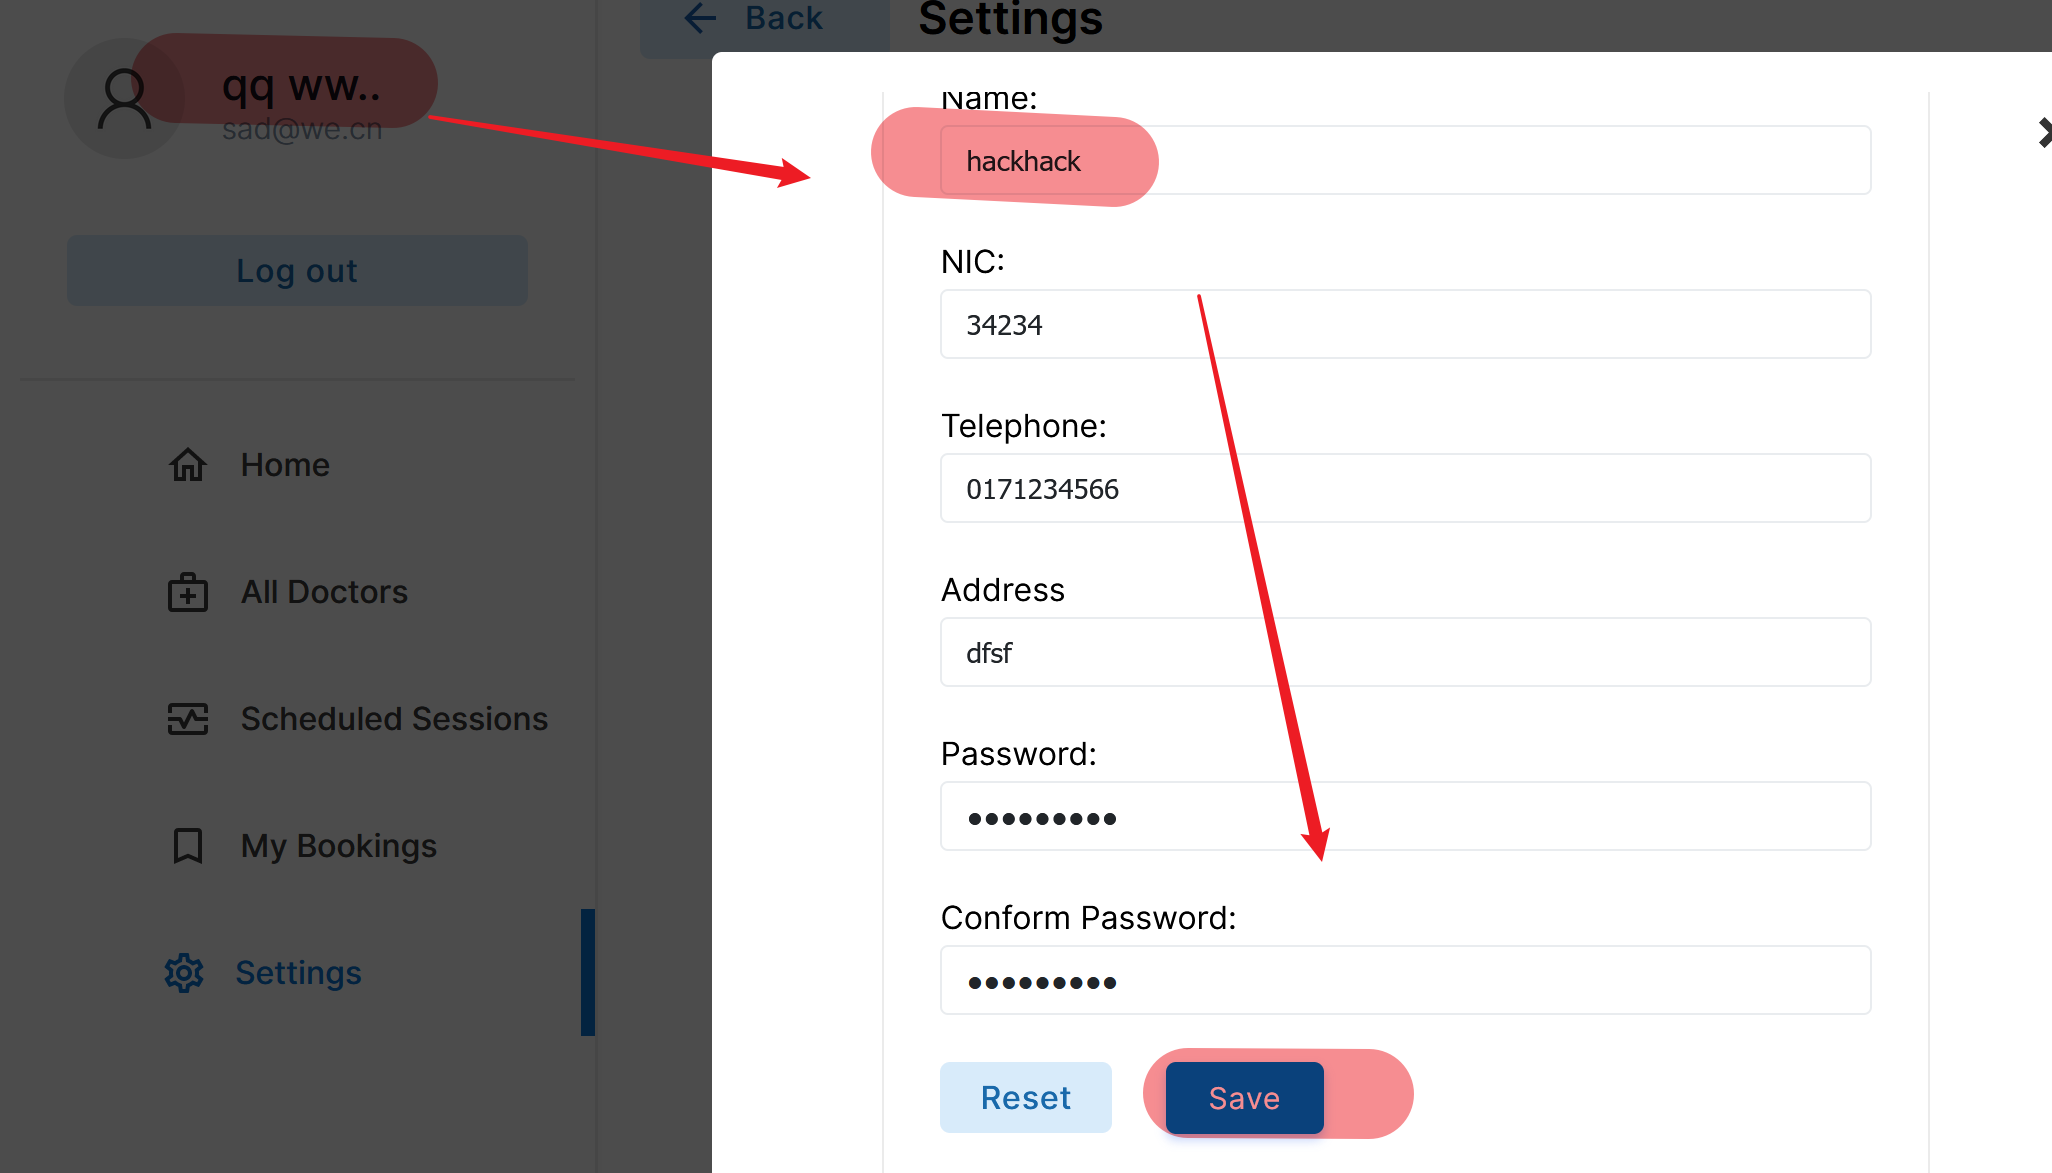 qq ww..
sad@we.cn
Log out
Home
All Doctors
Scheduled Sessions
My Bookings
Settings
Back
Settings
Name:
hackhack
NIC:
34234
Telephone:
0171234566
Address
dfsf
Password:
•••••••••
Conform Password:
•••••••••
Reset
Save